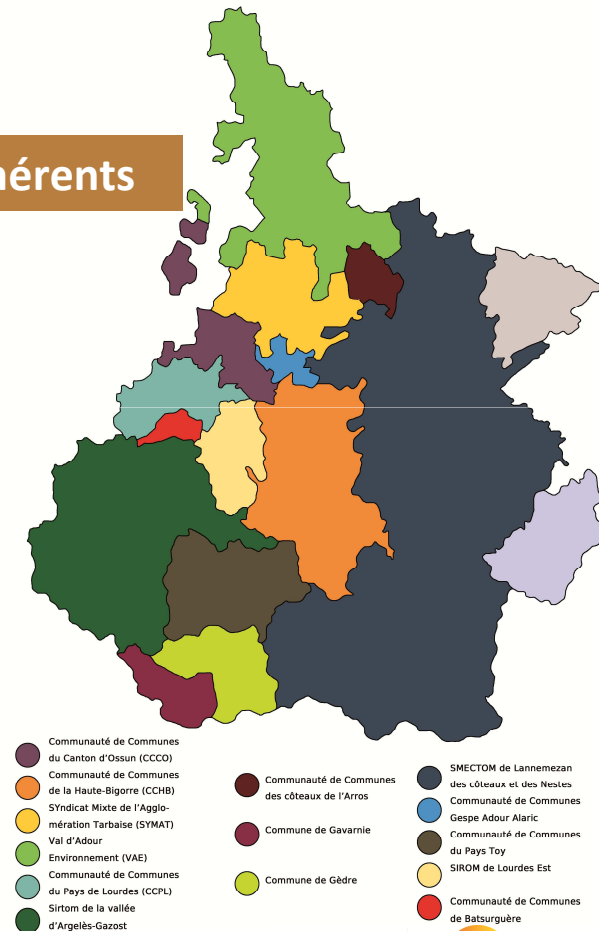 hérents
Communauté de Communes
du Canton d’Ossun (CCCO)
Communauté de Communes
de la Haute-Bigorre (CCHB)
SYndicat Mixte de l’Agglo-
mération Tarbaise (SYMAT)
Val d’Adour
Environnement (VAE)
Communauté de Communes
du Pays de Lourdes (CCPL)
Sirtom de la vallée
d’Argelès-Gazost
Communauté de Communes
des côteaux de l’Arros
Commune de Gavarnie
Commune de Gèdre
SMECTOM de Lannemezan
des côteaux et des Nestes
Communauté de Communes
Gespe Adour Alaric
Communauté de Communes
du Pays Toy
SIROM de Lourdes Est
Communauté de Communes
de Batsurguère